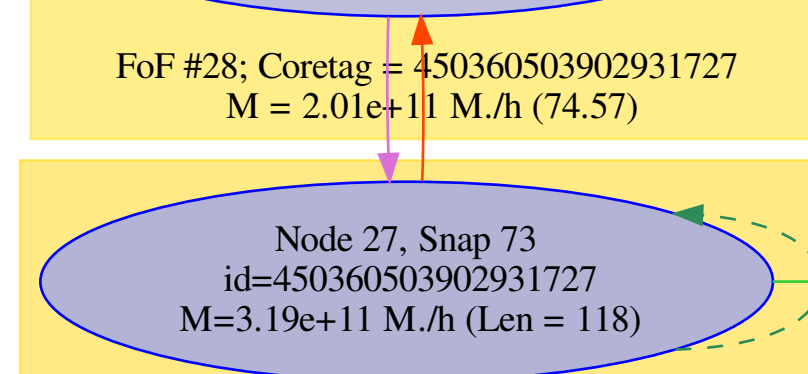 FoF #28; Coretag = 450360503902931727
M = 2.01e+11 M./h (74.57)
Node 27, Snap 73
id=450360503902931727
M=3.19e+11 M./h (Len = 118)